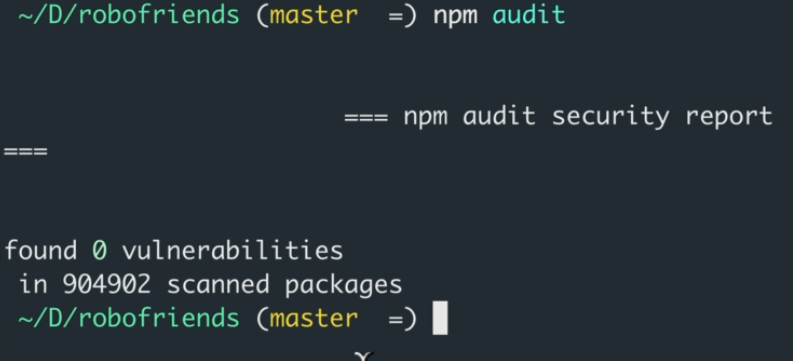 ~/D/robofriends (master =) npm audit
=== npm audit security report
===
found 0 vulnerabilities
in 904902 scanned packages
~/D/robofriends (master =)